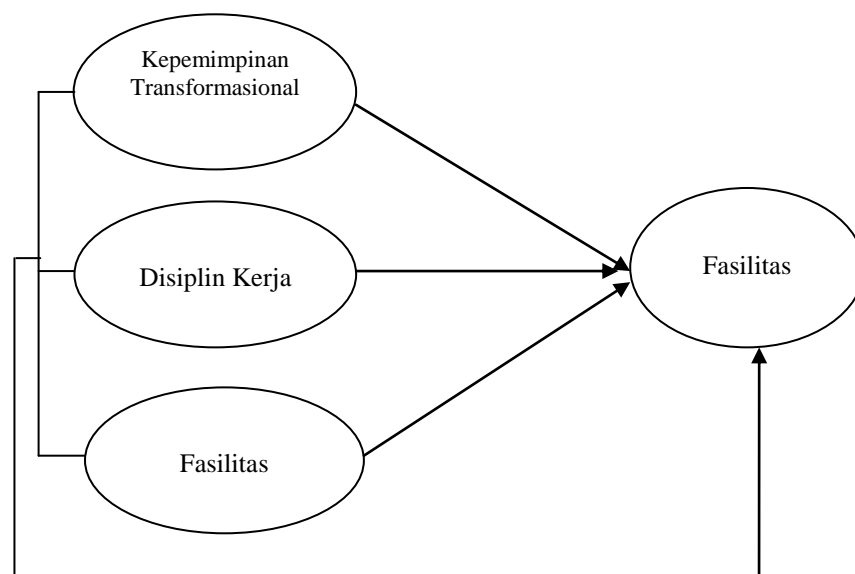 Kepemimpinan
Transformasional
Disiplin Kerja
Fasilitas
Fasilitas